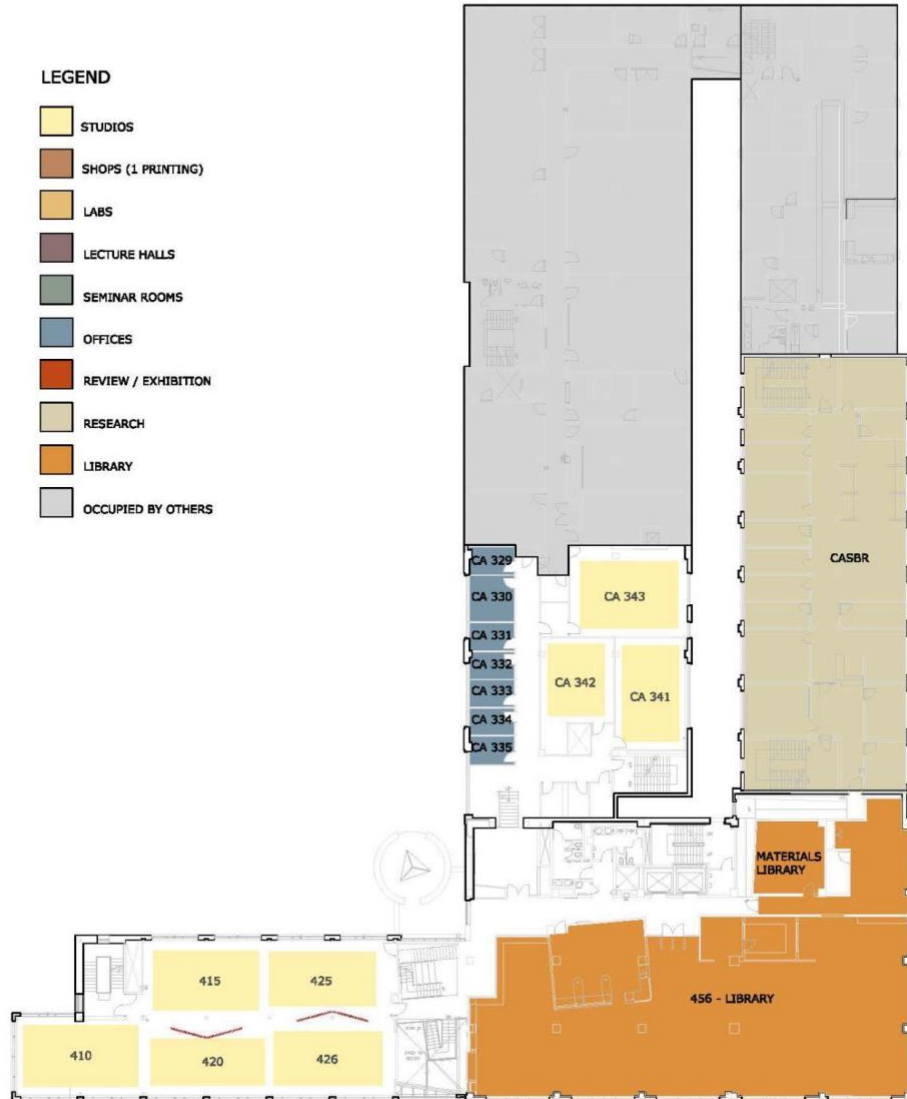 LEGEND
STUDIOS
SHOPS (1 PRINTING)
LABS
LECTURE HALLS
SEMINAR ROOMS
OFFICES
REVIEW / EXHIBITION
RESEARCH
LIBRARY
OCCUPIED BY OTHERS
CA 329
CA 330
CA 331
CA 332
CA 333
CA 334
CA 335
CA 343
CA 342
CA 341
CASBR
MATERIALS
LIBRARY
456 - LIBRARY
415
425
410
420
426